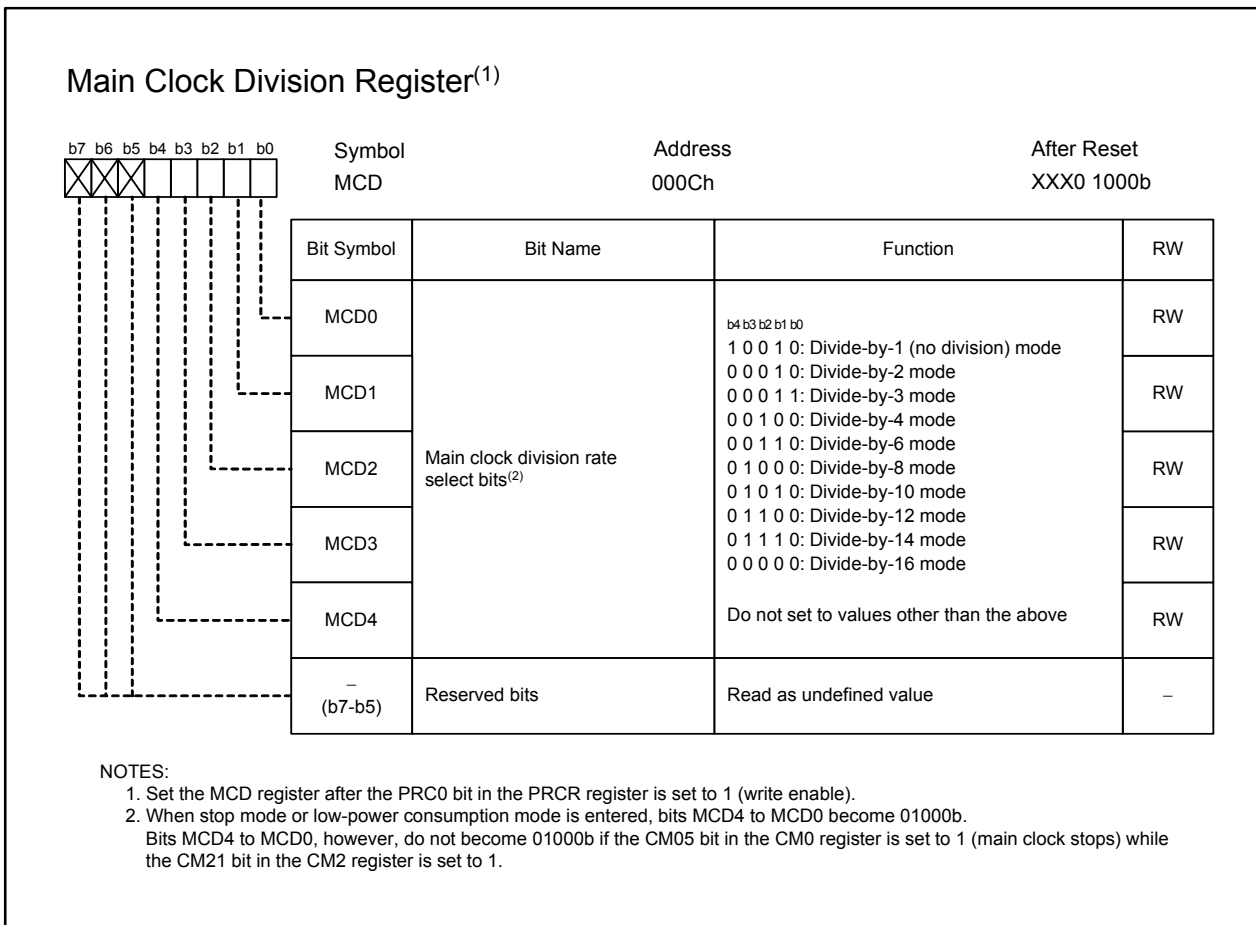 Main Clock Division Register(1)
b7 b6 b5 b4 b3 b2 b1 b0
Symbol Address After Reset
MCD 000Ch XXX0 1000b
Bit Symbol Bit Name Function RW
MCD0 RW
MCD1 RW
MCD2 RW
MCD3 RW
MCD4 RW
Main clock division rate
select bits(2)
b4 b3 b2 b1 b0
1 0 0 1 0: Divide-by-1 (no division) mode
0 0 0 1 0: Divide-by-2 mode
0 0 0 1 1: Divide-by-3 mode
0 0 1 0 0: Divide-by-4 mode
0 0 1 1 0: Divide-by-6 mode
0 1 0 0 0: Divide-by-8 mode
0 1 0 1 0: Divide-by-10 mode
0 1 1 0 0: Divide-by-12 mode
0 1 1 1 0: Divide-by-14 mode
0 0 0 0 0: Divide-by-16 mode
Do not set to values other than the above
–
(b7-b5)
Reserved bits Read as undefined value –
NOTES:
1. Set the MCD register after the PRC0 bit in the PRCR register is set to 1 (write enable).
2. When stop mode or low-power consumption mode is entered, bits MCD4 to MCD0 become 01000b.
Bits MCD4 to MCD0, however, do not become 01000b if the CM05 bit in the CM0 register is set to 1 (main clock stops) while
the CM21 bit in the CM2 register is set to 1.